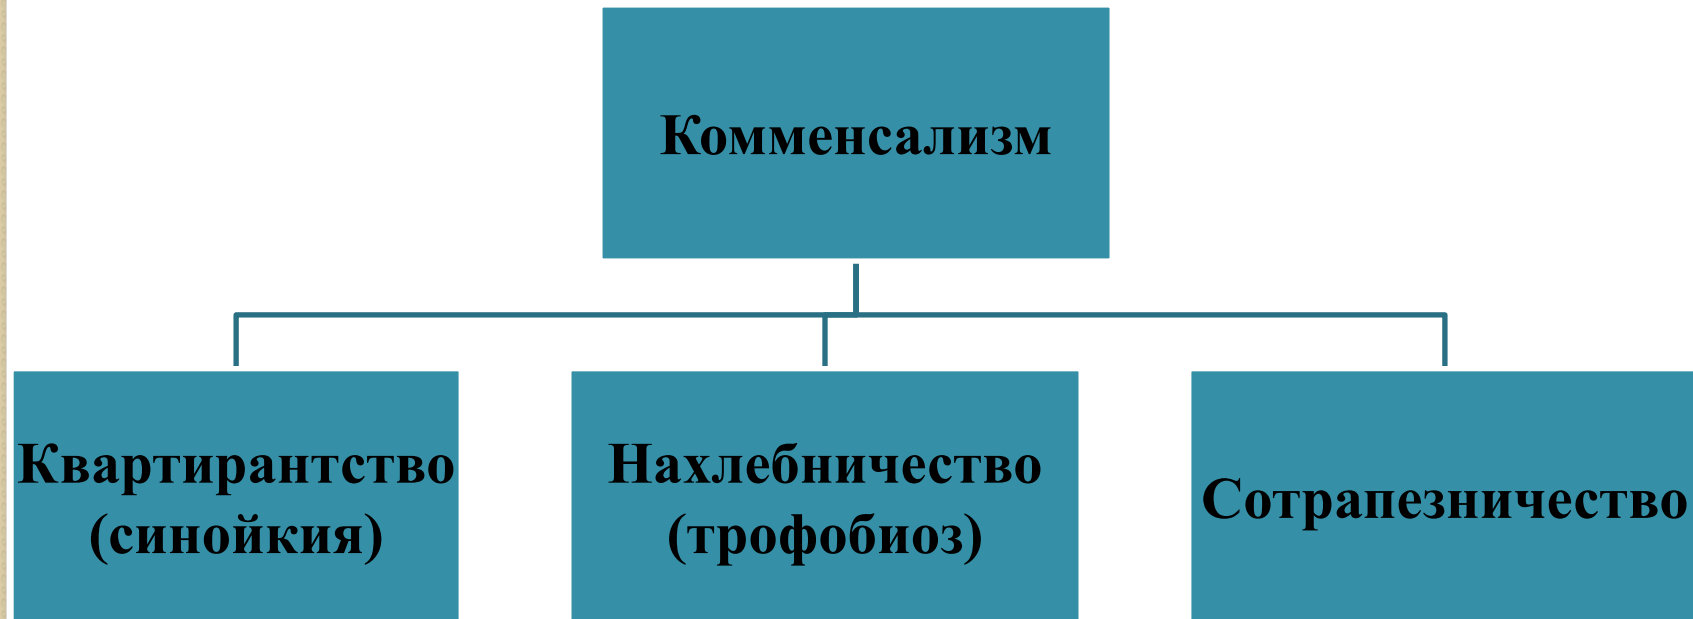 Комменсализм
Квартирантство
(синойкия)
Нахлебничество
(трофобиоз)
Сотрапезничество